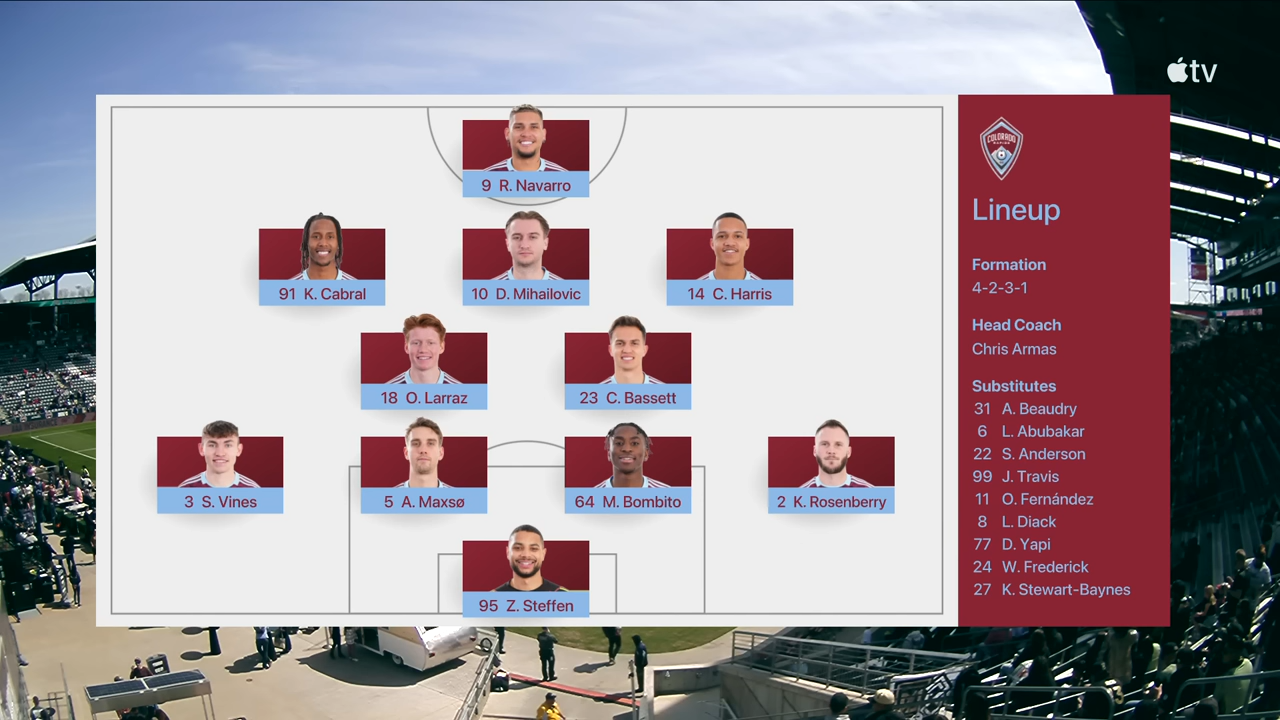 tv
9 R. Navarro
91 K. Cabral
10 D. Mihailovic
14 C. Harris
18 O. Larraz
23 C. Bassett
3 S. Vines
5 A. Maxsø
64 M. Bombito
2 K. Rosenberry
95 Z. Steffen
COLORADO
RAPIDS
Lineup
Formation
4-2-3-1
Head Coach
Chris Armas
Substitutes
31 A. Beaudry
6 L. Abubakar
22 S. Anderson
99 J. Travis
11 O. Fernández
8 L. Diack
77 D. Yapi
24 W. Frederick
27 K. Stewart-Baynes